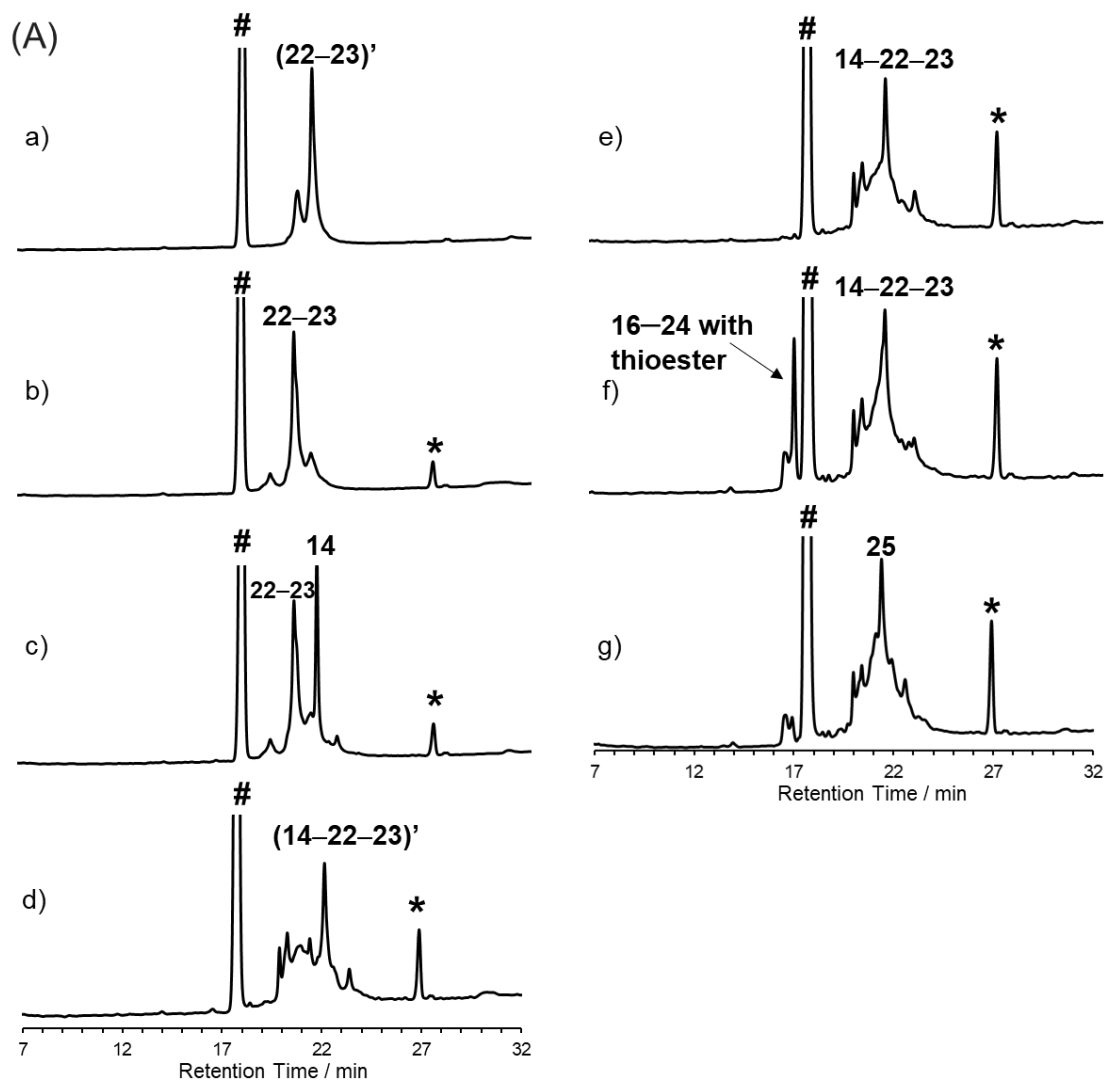 (A)
#
(22–23)’
a)
#
22–23
*
b)
#
14
22–23
*
c)
#
(14–22–23)’
*
d)
7 12 17 22 27 32
Retention Time / min
#
14–22–23
*
e)
#
14–22–23
16─24 with
thioester
*
f)
#
25
*
g)
7 17 22 27 32
Retention Time / min